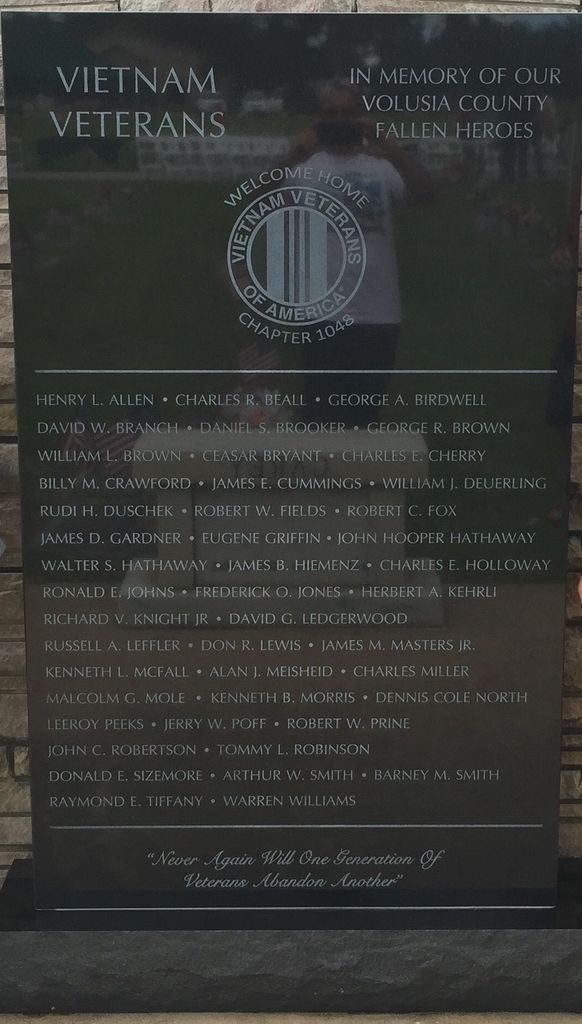 VIETNAM
VETERANS
IN MEMORY OF OUR
VOLUSIA COUNTY
FALLEN HEROES
WELCOME HOME
VIETNAM VETERANS
OF AMERICA®
CHAPTER 1048
HENRY L. ALLEN • CHARLES R. BEALL • GEORGE A. BIRDWELL
DAVID W. BRANCH • DANIEL S. BROOKER • GEORGE R. BROWN
WILLIAM L. BROWN • CEASAR BRYANT • CHARLES E. CHERRY
BILLY M. CRAWFORD • JAMES E. CUMMINGS • WILLIAM J. DEUERLING
RUDI H. DUSCHEK • ROBERT W. FIELDS • ROBERT C. FOX
JAMES D. GARDNER • EUGENE GRIFFIN • JOHN HOOPER HATHAWAY
WALTER S. HATHAWAY • JAMES B. HIEMENZ • CHARLES E. HOLLOWAY
RONALD E. JOHNS • FREDERICK O. JONES • HERBERT A. KEHRLI
RICHARD V. KNIGHT JR • DAVID G. LEDGERWOOD
RUSSELL A. LEFFLER • DON R. LEWIS • JAMES M. MASTERS JR.
KENNETH L. MCFALL • ALAN J. MEISHEID • CHARLES MILLER
MALCOLM G. MOLE • KENNETH B. MORRIS • DENNIS COLE NORTH
LEEROY PEEKS • JERRY W. POFF • ROBERT W. PRINE
JOHN C. ROBERTSON • TOMMY L. ROBINSON
DONALD E. SIZEMORE • ARTHUR W. SMITH • BARNEY M. SMITH
RAYMOND E. TIFFANY • WARREN WILLIAMS
"Never Again Will One Generation Of
Veterans Abandon Another"